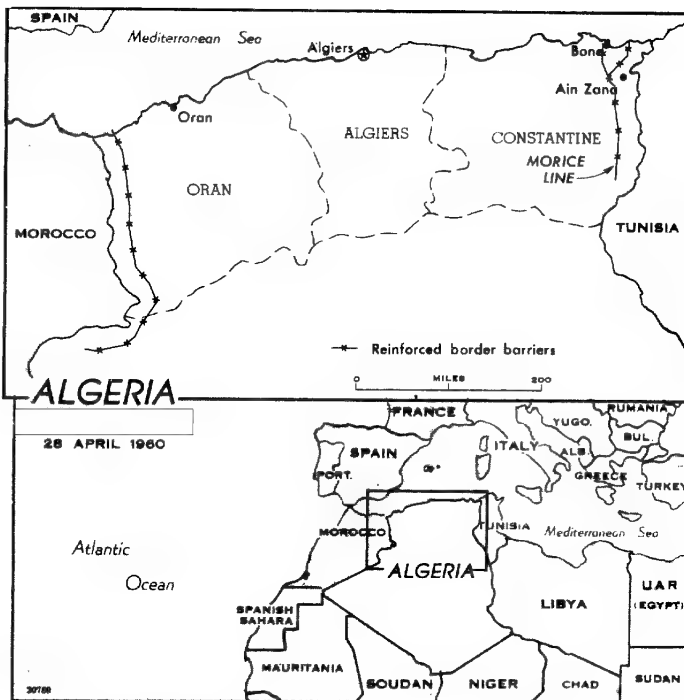 SPAIN
Mediterranean Sea
Algiers
Bone
Ain Zana
Oran
ALGIERS
CONSTANTINE
MORICE
LINE
ORAN
MOROCCO
TUNISIA
Reinforced border barriers
0 MILES 200
ALGERIA
28 APRIL 1960
FRANCE
RUMANIA
YUGO.
BUL.
ITALY
SPAIN
ALB.
PORT.
GREECE
TURKEY
MOROCCO
TUNISIA
Mediterranean Sea
Atlantic
Ocean
ALGERIA
LIBYA
UAR
(EGYPT)
SPANISH
SAHARA
MAURITANIA
SOUDAN
NIGER
CHAD
SUDAN
30788